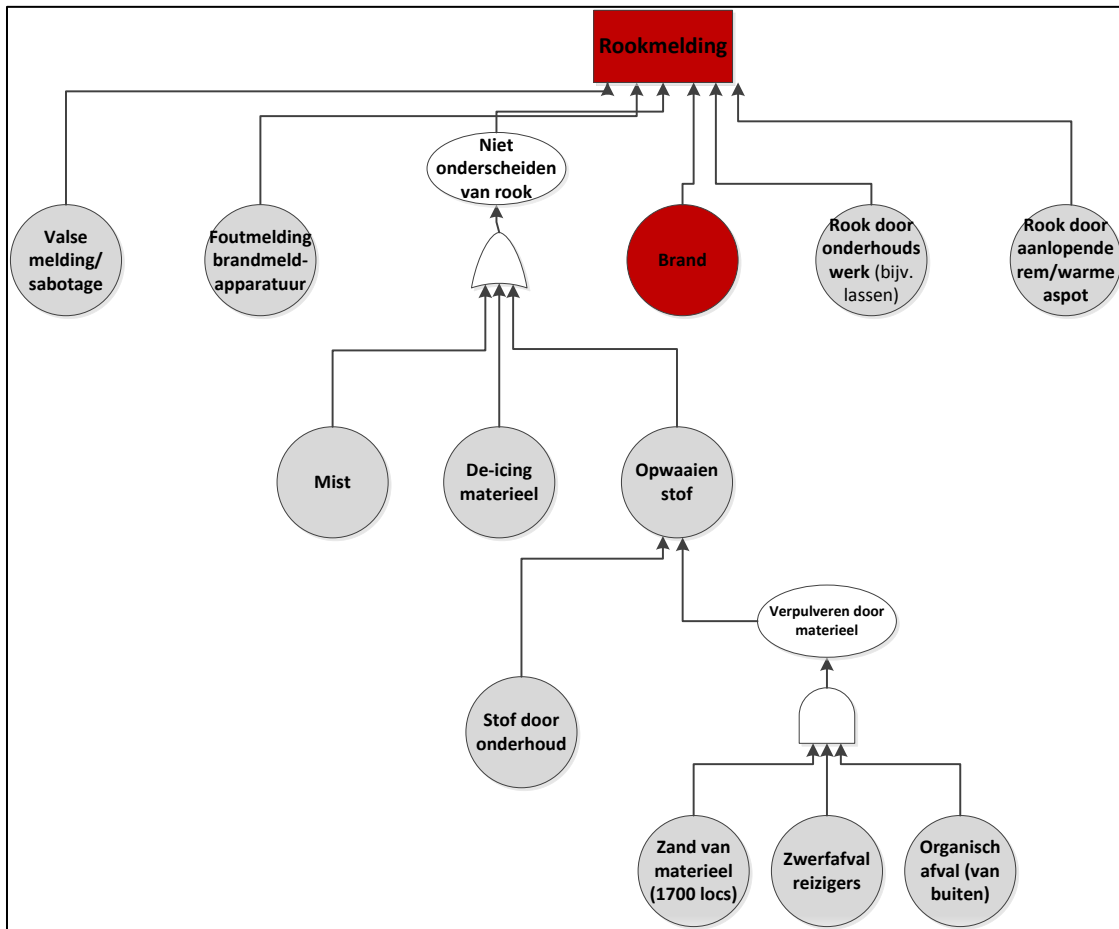 Rookmelding
Niet
onderscheiden
van rook
Valse
melding/
sabotage
Foutmelding
brandmeld-
apparatuur
Brand
Rook door
onderhouds
werk (bijv.
lassen)
Rook door
aanlopende
rem/warme
aspot
Mist
De-icing
materieel
Opwaaien
stof
Verpulveren door
materieel
Stof door
onderhoud
Zand van
materieel
(1700 locs)
Zwerfafval
reizigers
Organisch
afval (van
buiten)